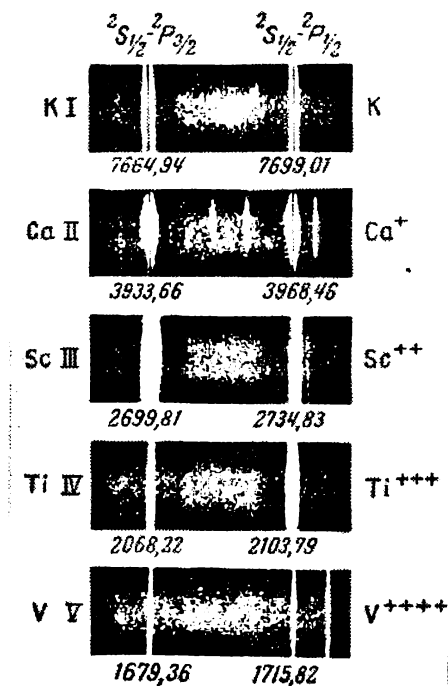 ²S₁/₂-²P₃/₂ ²S₁/₂-²P₁/₂
K I K
7664,94 7699,01
Ca II Ca⁺
3933,66 3968,46
Sc III Sc⁺⁺
2699,81 2734,83
Ti IV Ti⁺⁺⁺
2068,22 2103,79
V V V⁺⁺⁺⁺
1679,36 1715,82